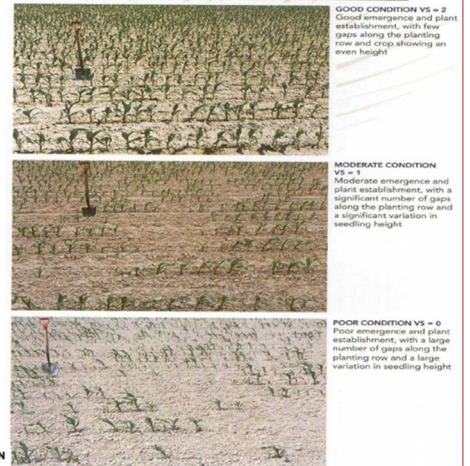 GOOD CONDITION VS = 2
Good emergence and plant
establishment, with few
gaps along the planting
row and crop showing an
even height
MODERATE CONDITION
VS = 1
Moderate emergence and
plant establishment, with a
significant number of gaps
along the planting row and
a significant variation in
seedling height
POOR CONDITION VS = 0
Poor emergence and plant
establishment, with a large
number of gaps along the
planting row and a large
variation in seedling height
N